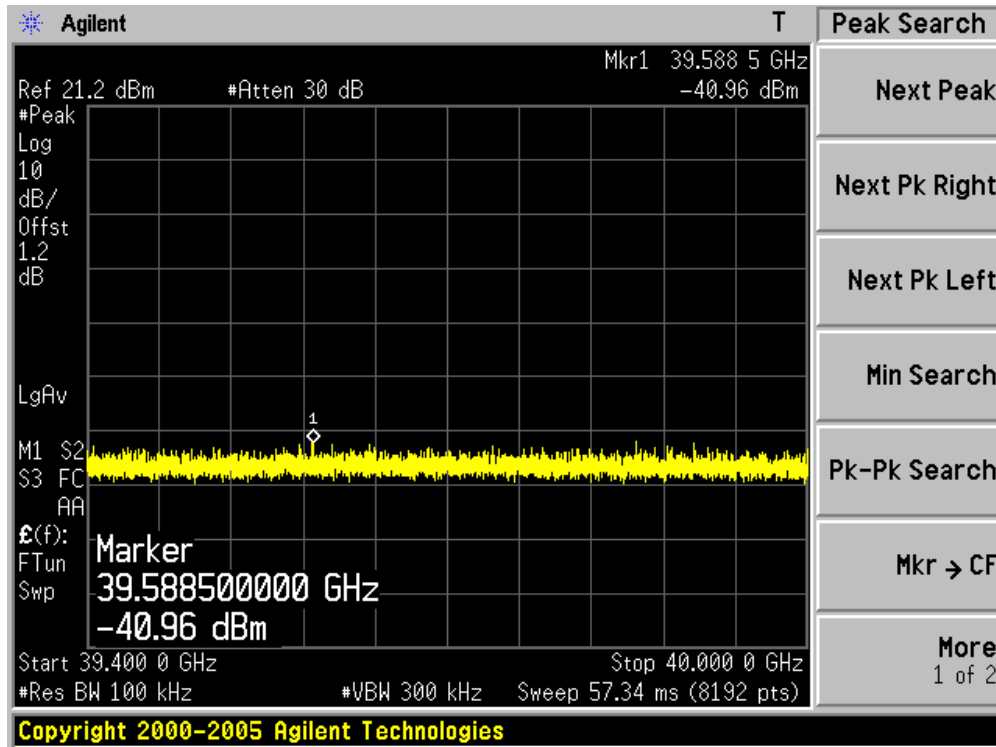 Agilent
T
Peak Search
Mkr1 39.588 5 GHz
Ref 21.2 dBm #Atten 30 dB -40.96 dBm
#Peak
Log
10
dB/
Offst
1.2
dB
LgAv
1
M1 S2
S3 FC
AA
£(f):
FTun
Swp
Marker
39.588500000 GHz
-40.96 dBm
Start 39.400 0 GHz Stop 40.000 0 GHz
#Res BW 100 kHz #VBW 300 kHz Sweep 57.34 ms (8192 pts)
Copyright 2000-2005 Agilent Technologies
Next Peak
Next Pk Right
Next Pk Left
Min Search
Pk-Pk Search
Mkr → CF
More
1 of 2